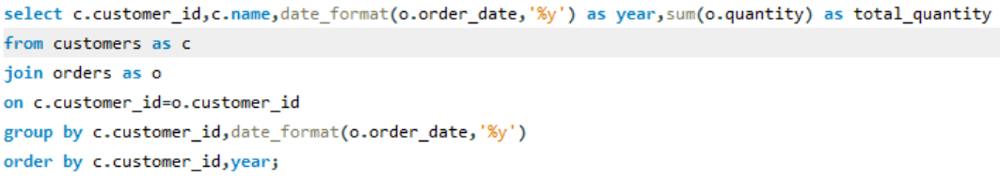 select c.customer_id,c.name,date_format(o.order_date,'%y') as year,sum(o.quantity) as total_quantity
from customers as c
join orders as o
on c.customer_id=o.customer_id
group by c.customer_id,date_format(o.order_date,'%y')
order by c.customer_id,year;